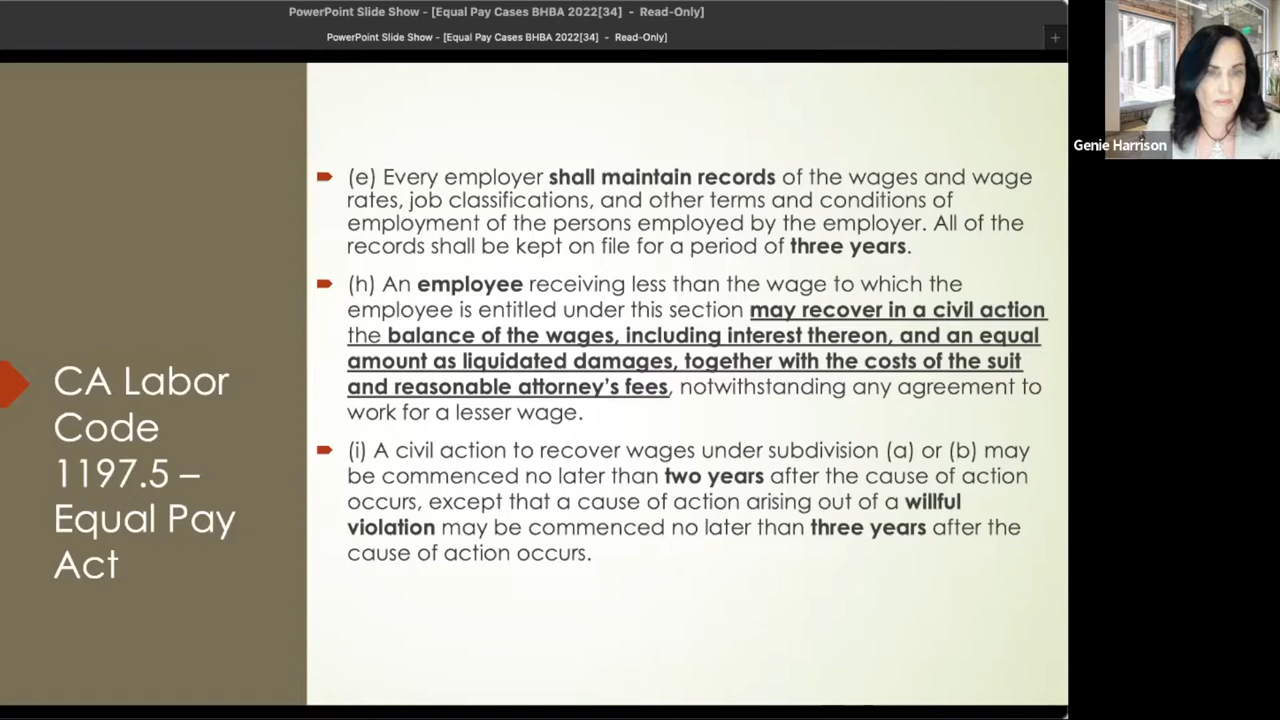 PowerPoint Slide Show - [Equal Pay Cases BHBA 2022[34] - Read-Only]
PowerPoint Slide Show - [Equal Pay Cases BHBA 2022[34] - Read-Only]
+
Genie Harrison
CA Labor
Code
1197.5 –
Equal Pay
Act
(e) Every employer shall maintain records of the wages and wage
rates, job classifications, and other terms and conditions of
employment of the persons employed by the employer. All of the
records shall be kept on file for a period of three years.
(h) An employee receiving less than the wage to which the
employee is entitled under this section may recover in a civil action
the balance of the wages, including interest thereon, and an equal
amount as liquidated damages, together with the costs of the suit
and reasonable attorney’s fees, notwithstanding any agreement to
work for a lesser wage.
(i) A civil action to recover wages under subdivision (a) or (b) may
be commenced no later than two years after the cause of action
occurs, except that a cause of action arising out of a willful
violation may be commenced no later than three years after the
cause of action occurs.